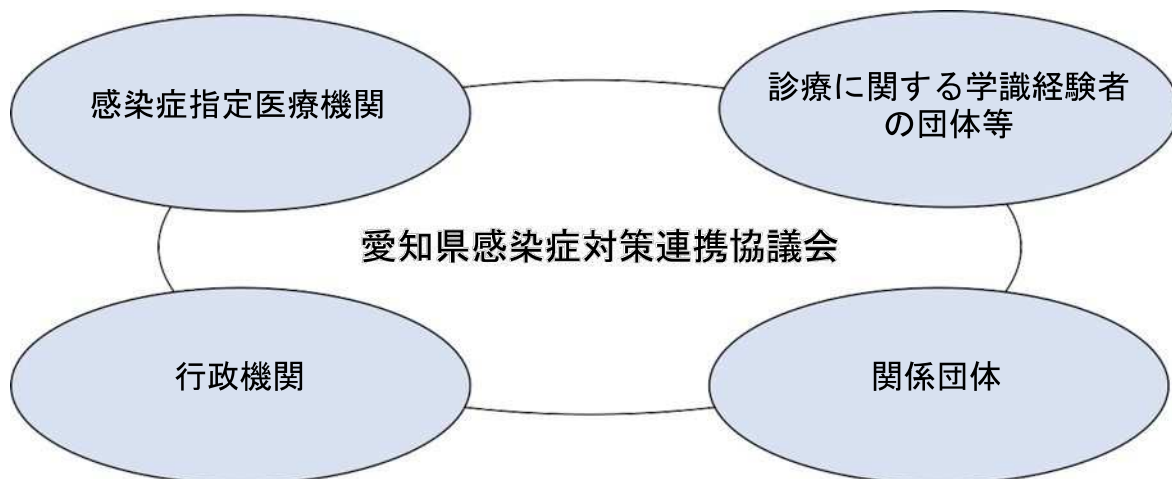 感染症指定医療機関
診療に関する学識経験者
の団体等
愛知県感染症対策連携協議会
行政機関
関係団体